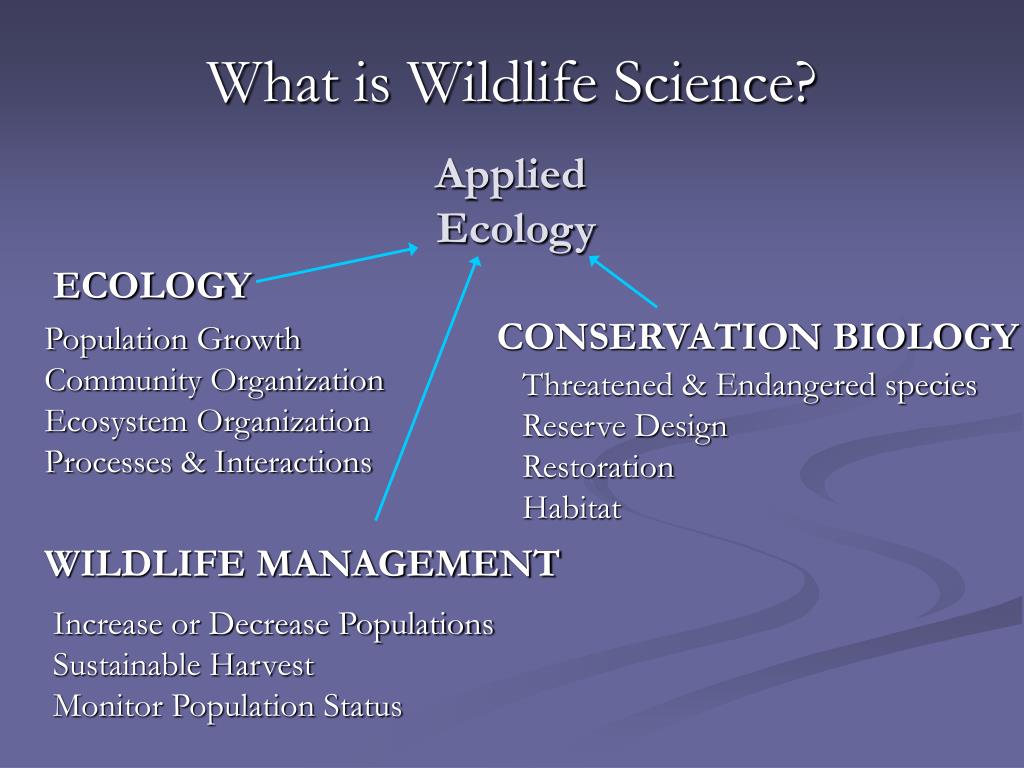 What is Wildlife Science?
Applied
Ecology
ECOLOGY
Population Growth
Community Organization
Ecosystem Organization
Processes & Interactions
CONSERVATION BIOLOGY
Threatened & Endangered species
Reserve Design
Restoration
Habitat
WILDLIFE MANAGEMENT
Increase or Decrease Populations
Sustainable Harvest
Monitor Population Status